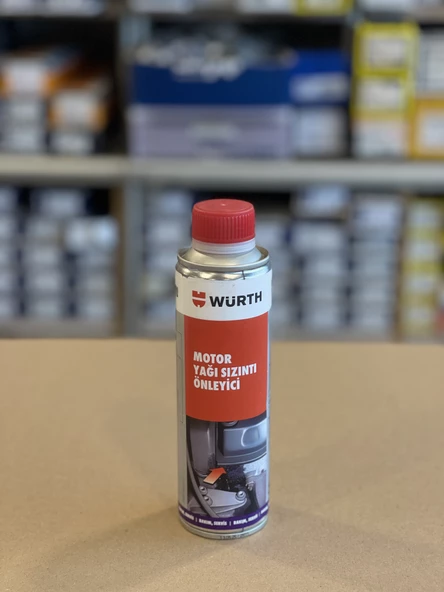 WÜRTH
MOTOR
YAĞI SIZINTI
ÖNLEYİCİ